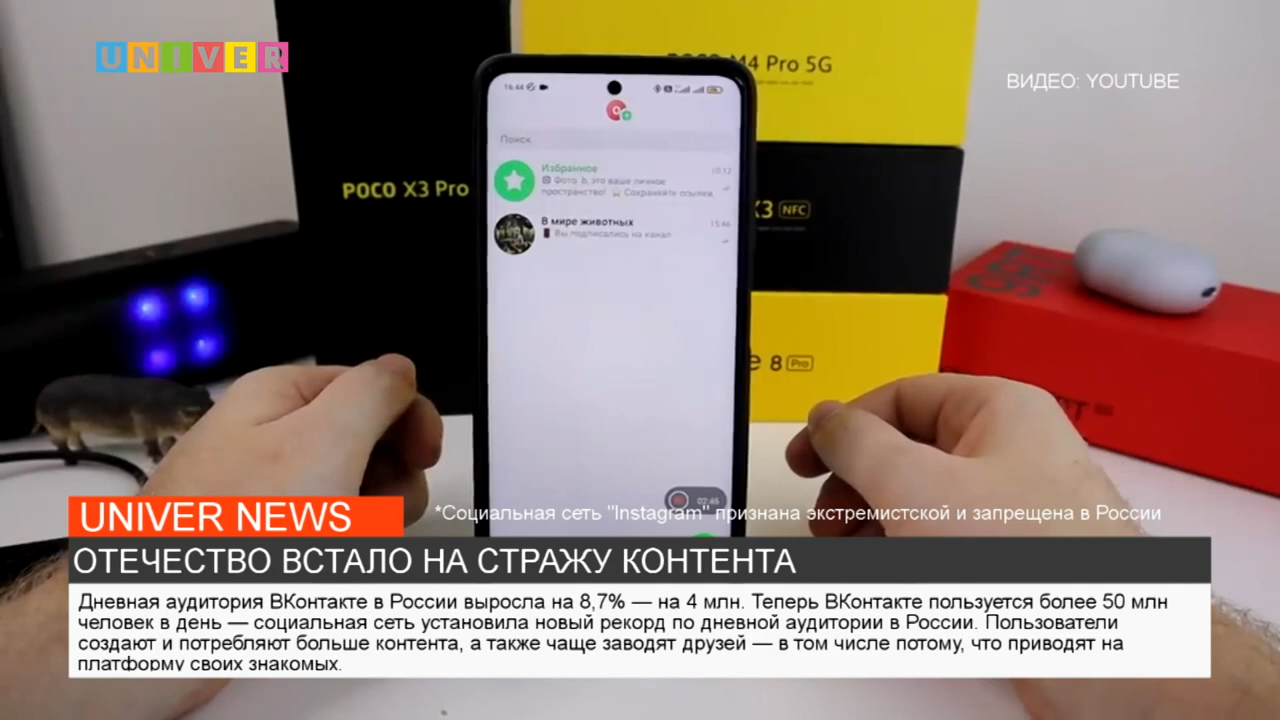 UNIVER
ВИДЕО: YOUTUBE
M4 Pro 5G
16:44
Поиск
Избранное
10:12
Фото: b, это ваше личное
пространство! Сохраняйте ссылки,
В мире животных
15:46
Вы подписались на канал
POCO X3 Pro
X3 NFC
8 Pro
02:46
UNIVER NEWS
*Социальная сеть "Instagram" признана экстремистской и запрещена в России
ОТЕЧЕСТВО ВСТАЛО НА СТРАЖУ КОНТЕНТА
Дневная аудитория ВКонтакте в России выросла на 8,7% — на 4 млн. Теперь ВКонтакте пользуется более 50 млн
человек в день — социальная сеть установила новый рекорд по дневной аудитории в России. Пользователи
создают и потребляют больше контента, а также чаще заводят друзей — в том числе потому, что приводят на
платформу своих знакомых.